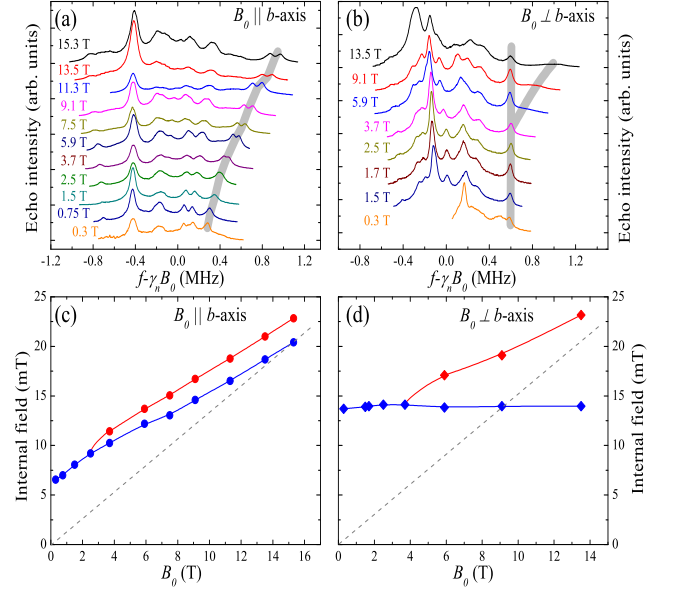 (a)
B₀ || b-axis
Echo intensity (arb. units)
15.3 T
13.5 T
11.3 T
9.1 T
7.5 T
5.9 T
3.7 T
2.5 T
1.5 T
0.75 T
0.3 T
-1.2 -0.8 -0.4 0.0 0.4 0.8 1.2
f-γₙB₀ (MHz)
(b)
B₀ ⊥ b-axis
Echo intensity (arb. units)
13.5 T
9.1 T
5.9 T
3.7 T
2.5 T
1.7 T
1.5 T
0.3 T
-0.8 -0.4 0.0 0.4 0.8 1.2
f-γₙB₀ (MHz)
(c)
B₀ || b-axis
Internal field (mT)
25
20
15
10
5
0
0 2 4 6 8 10 12 14 16
B₀ (T)
(d)
B₀ ⊥ b-axis
Internal field (mT)
25
20
15
10
5
0
0 2 4 6 8 10 12 14
B₀ (T)